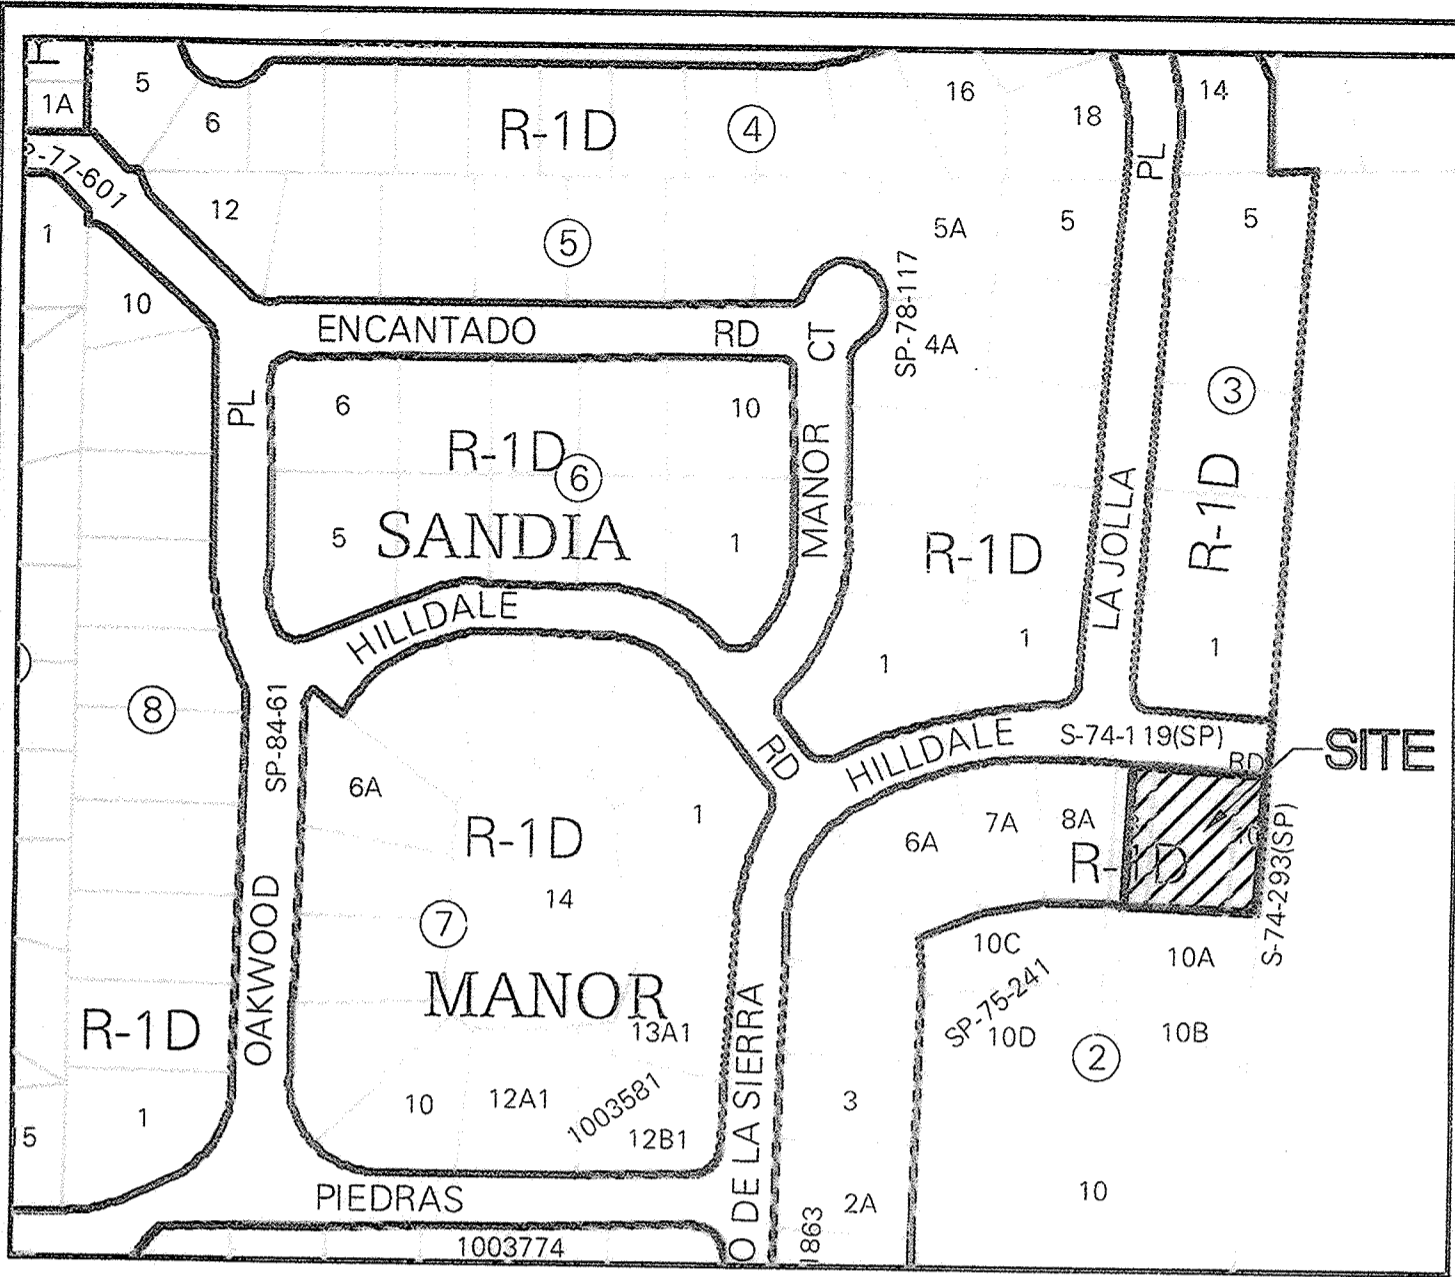 5
16
14
1A
6
R-1D
4
18
PL
-77-601
12
5
5A
5
5
1
SP-78-117
10
ENCANTADO RD
CT
4A
3
PL
6
10
R-1D
6
MANOR
LA JOLLA
R-1D
5
SANDIA
1
R-1D
HILLDALE
1
1
1
8
SP-84-61
RD
HILLDALE
S-74-119(SP)
RD
SITE
6A
1
6A
7A
8A
R-1D
R-1D
S-74-293(SP)
14
7
OAKWOOD
10C
10A
MANOR
SP-75-241
R-1D
13A1
10D
10B
2
O DE LA SIERRA
10
12A1
1003581
12B1
3
5
1
PIEDRAS
2A
10
1003774
1863